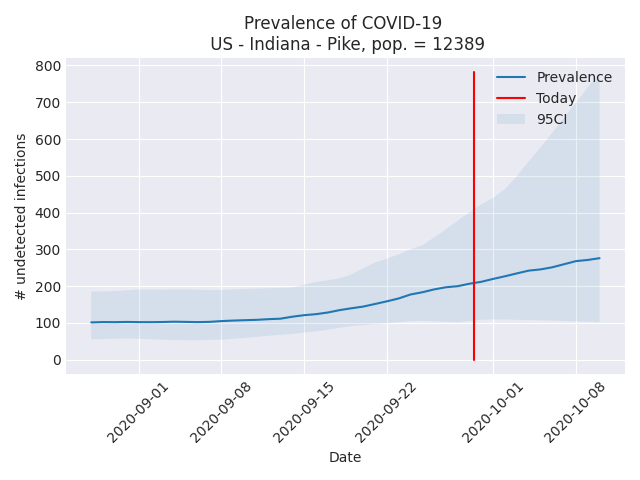 Prevalence of COVID-19
US - Indiana - Pike, pop. = 12389
800
700
600
500
400
300
200
100
0
# undetected infections
Prevalence
Today
95CI
2020-09-01
2020-09-08
2020-09-15
2020-09-22
2020-10-01
2020-10-08
Date